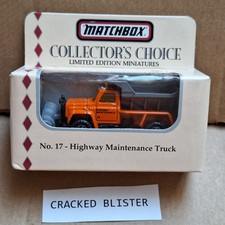 MATCHBOX
COLLECTOR'S CHOICE
LIMITED EDITION MINIATURES
No. 17 - Highway Maintenance Truck
CRACKED BLISTER